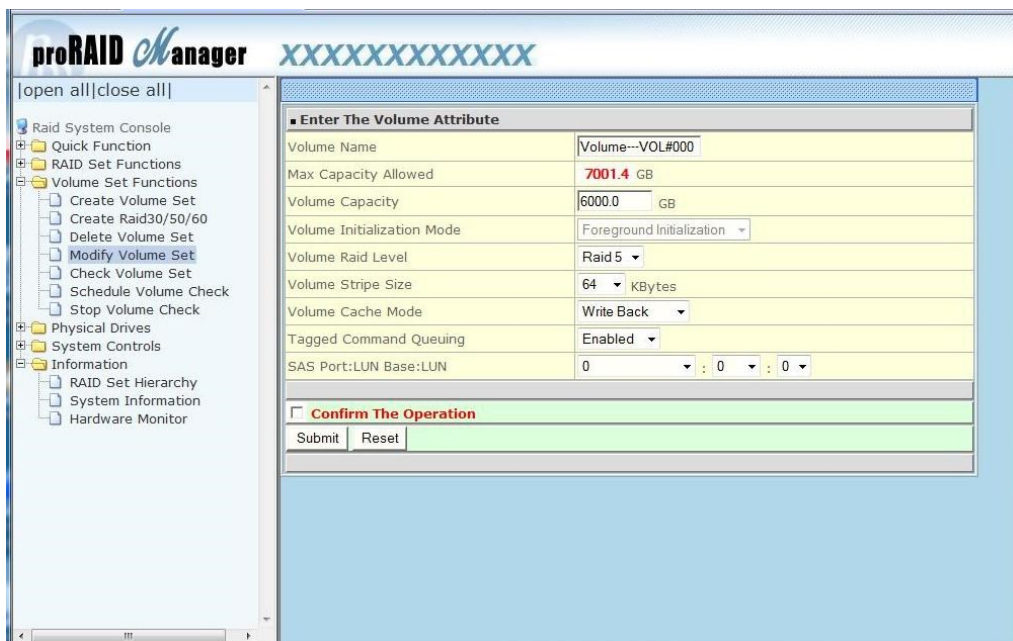 proRAID Manager XXXXXXXXXXXX
|open all|close all|
Raid System Console
Quick Function
RAID Set Functions
Volume Set Functions
Create Volume Set
Create Raid30/50/60
Delete Volume Set
Modify Volume Set
Check Volume Set
Schedule Volume Check
Stop Volume Check
Physical Drives
System Controls
Information
RAID Set Hierarchy
System Information
Hardware Monitor
Enter The Volume Attribute
Volume Name Volume---VOL#000
Max Capacity Allowed 7001.4 GB
Volume Capacity 6000.0 GB
Volume Initialization Mode Foreground Initialization
Volume Raid Level Raid 5
Volume Stripe Size 64 KBytes
Volume Cache Mode Write Back
Tagged Command Queuing Enabled
SAS Port:LUN Base:LUN 0 : 0 : 0
Confirm The Operation
Submit Reset